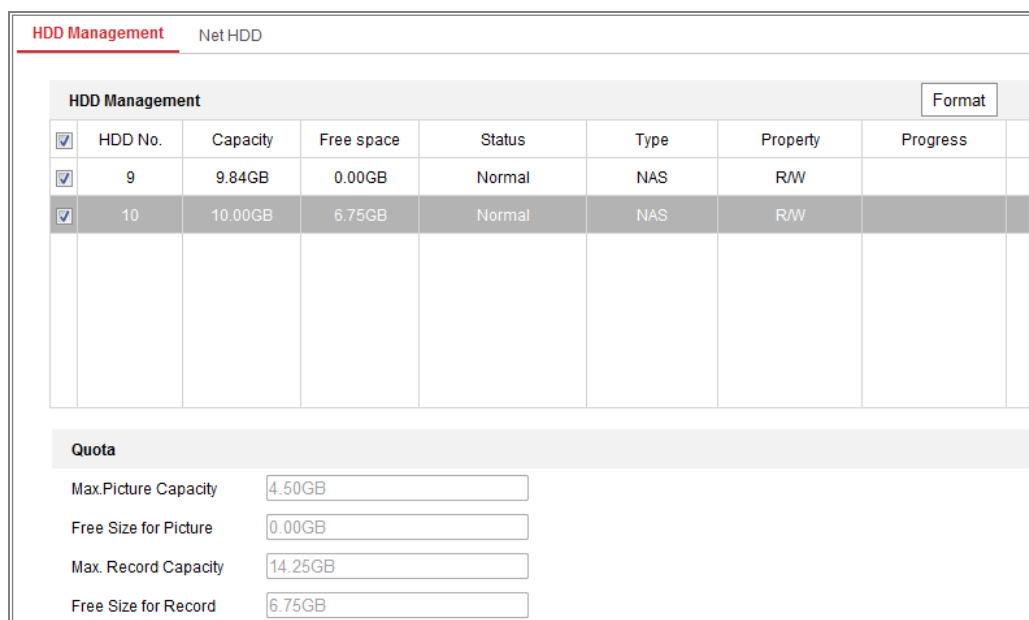 HDD Management Net HDD
HDD Management Format
HDD No. Capacity Free space Status Type Property Progress
9 9.84GB 0.00GB Normal NAS R/W
10 10.00GB 6.75GB Normal NAS R/W
Quota
Max.Picture Capacity 4.50GB
Free Size for Picture 0.00GB
Max. Record Capacity 14.25GB
Free Size for Record 6.75GB